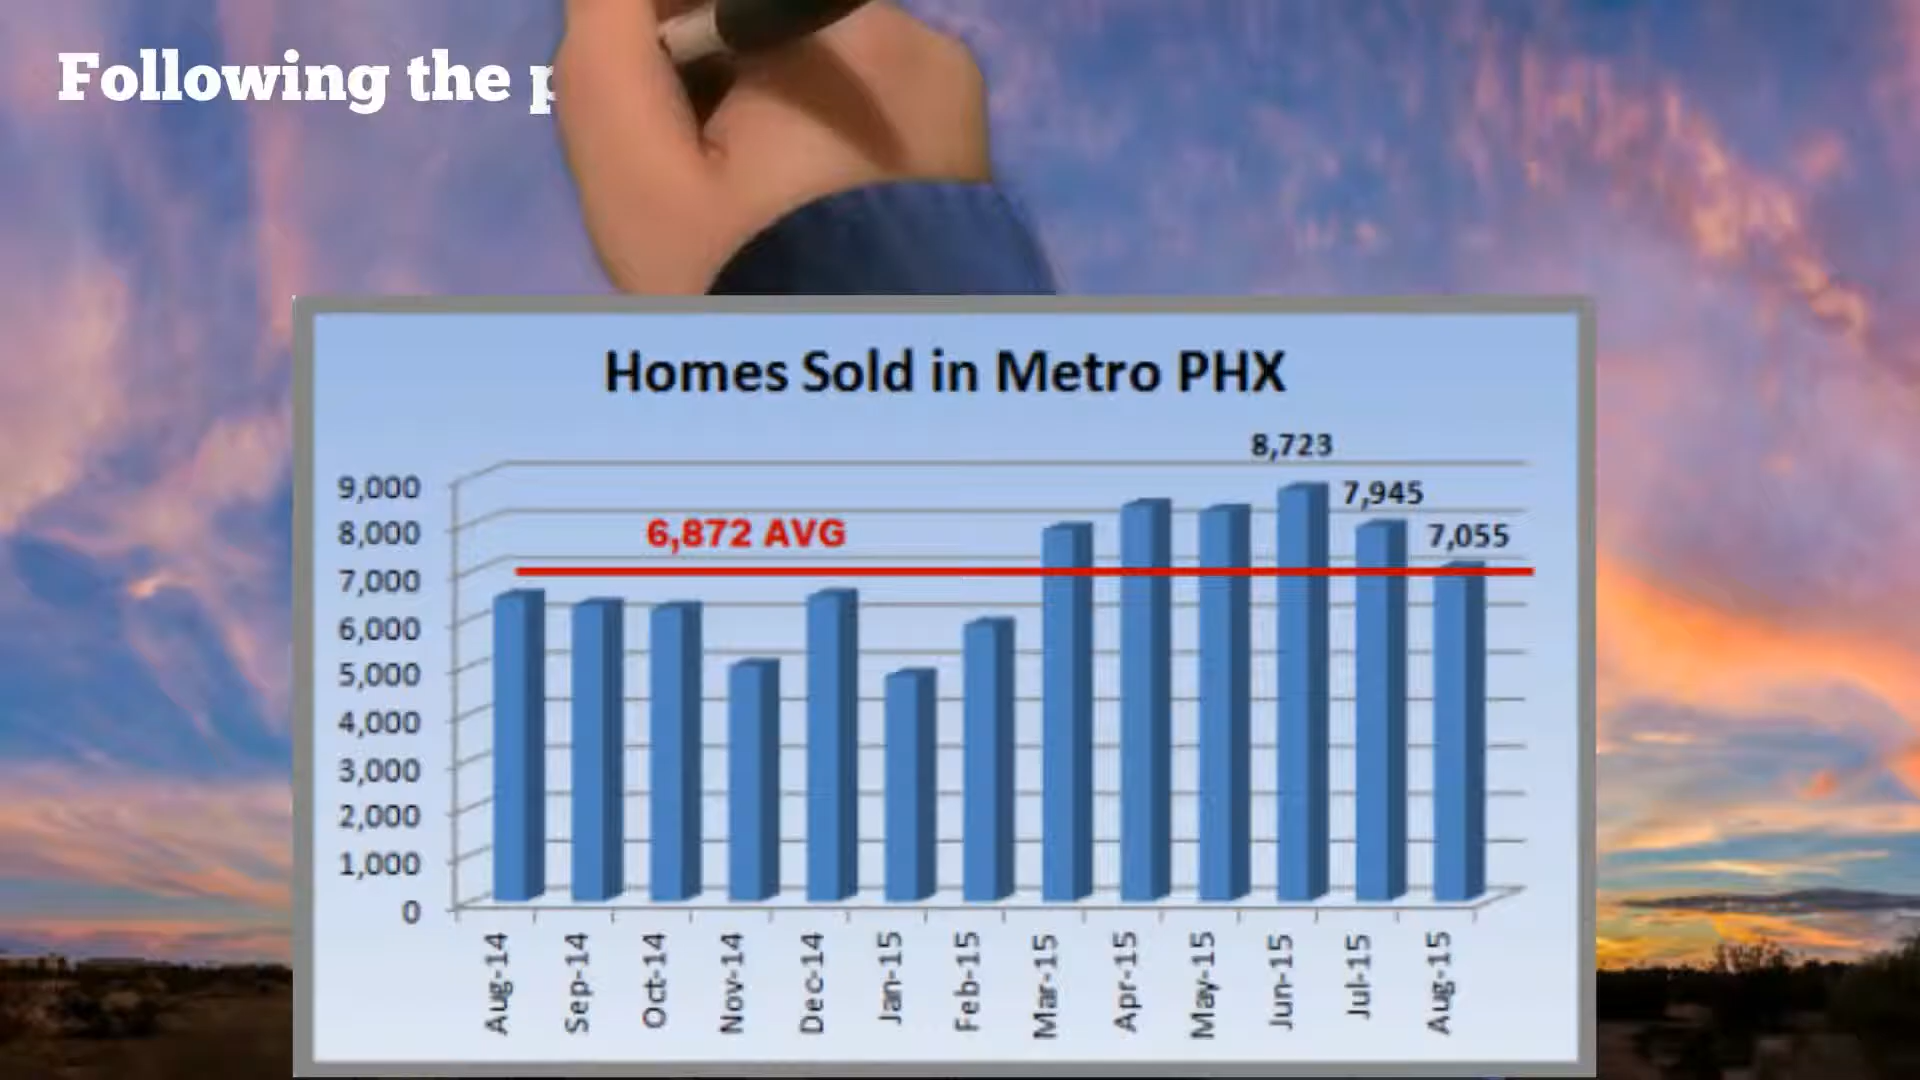 Following the
Homes Sold in Metro PHX
8,723
9,000
7,945
8,000
6,872 AVG
7,055
7,000
6,000
5,000
4,000
3,000
2,000
1,000
0
Aug-14
Sep-14
Oct-14
Nov-14
Dec-14
Jan-15
Feb-15
Mar-15
Apr-15
May-15
Jun-15
Jul-15
Aug-15